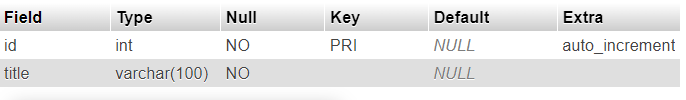 Field Type Null Key Default Extra
id int NO PRI NULL auto_increment
title varchar(100) NO NULL